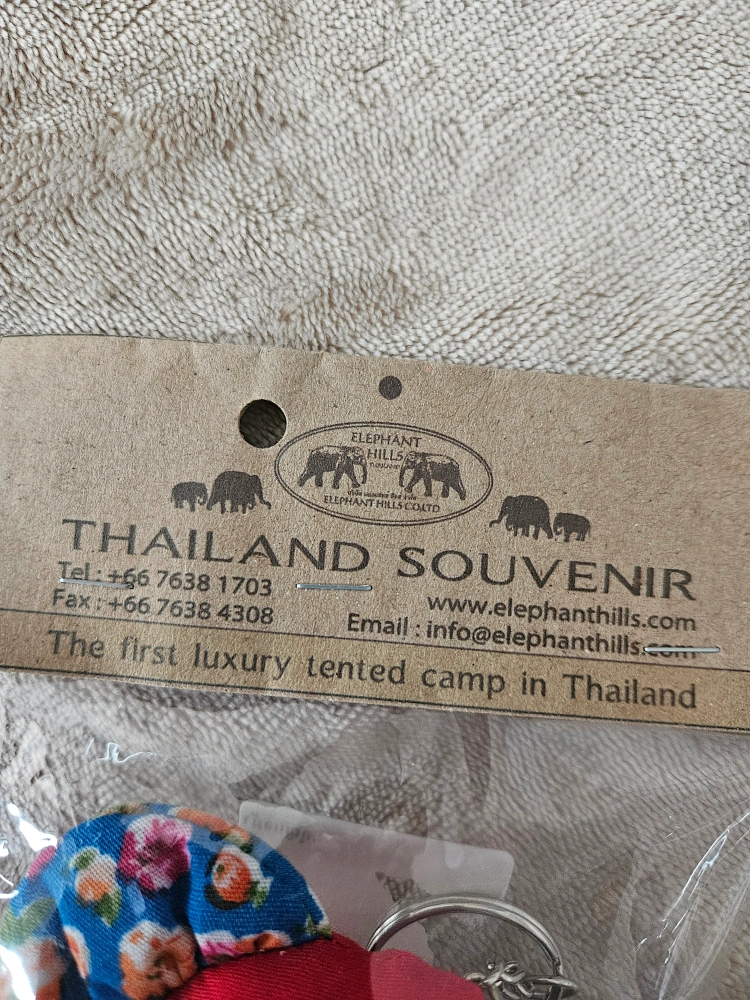 ELEPHANT
HILLS
THAILAND
ELEPHANT HILLS CO.,LTD
THAILAND SOUVENIR
Tel : +66 7638 1703
Fax : +66 7638 4308
www.elephanthills.com
Email : info@elephanthills.com
The first luxury tented camp in Thailand